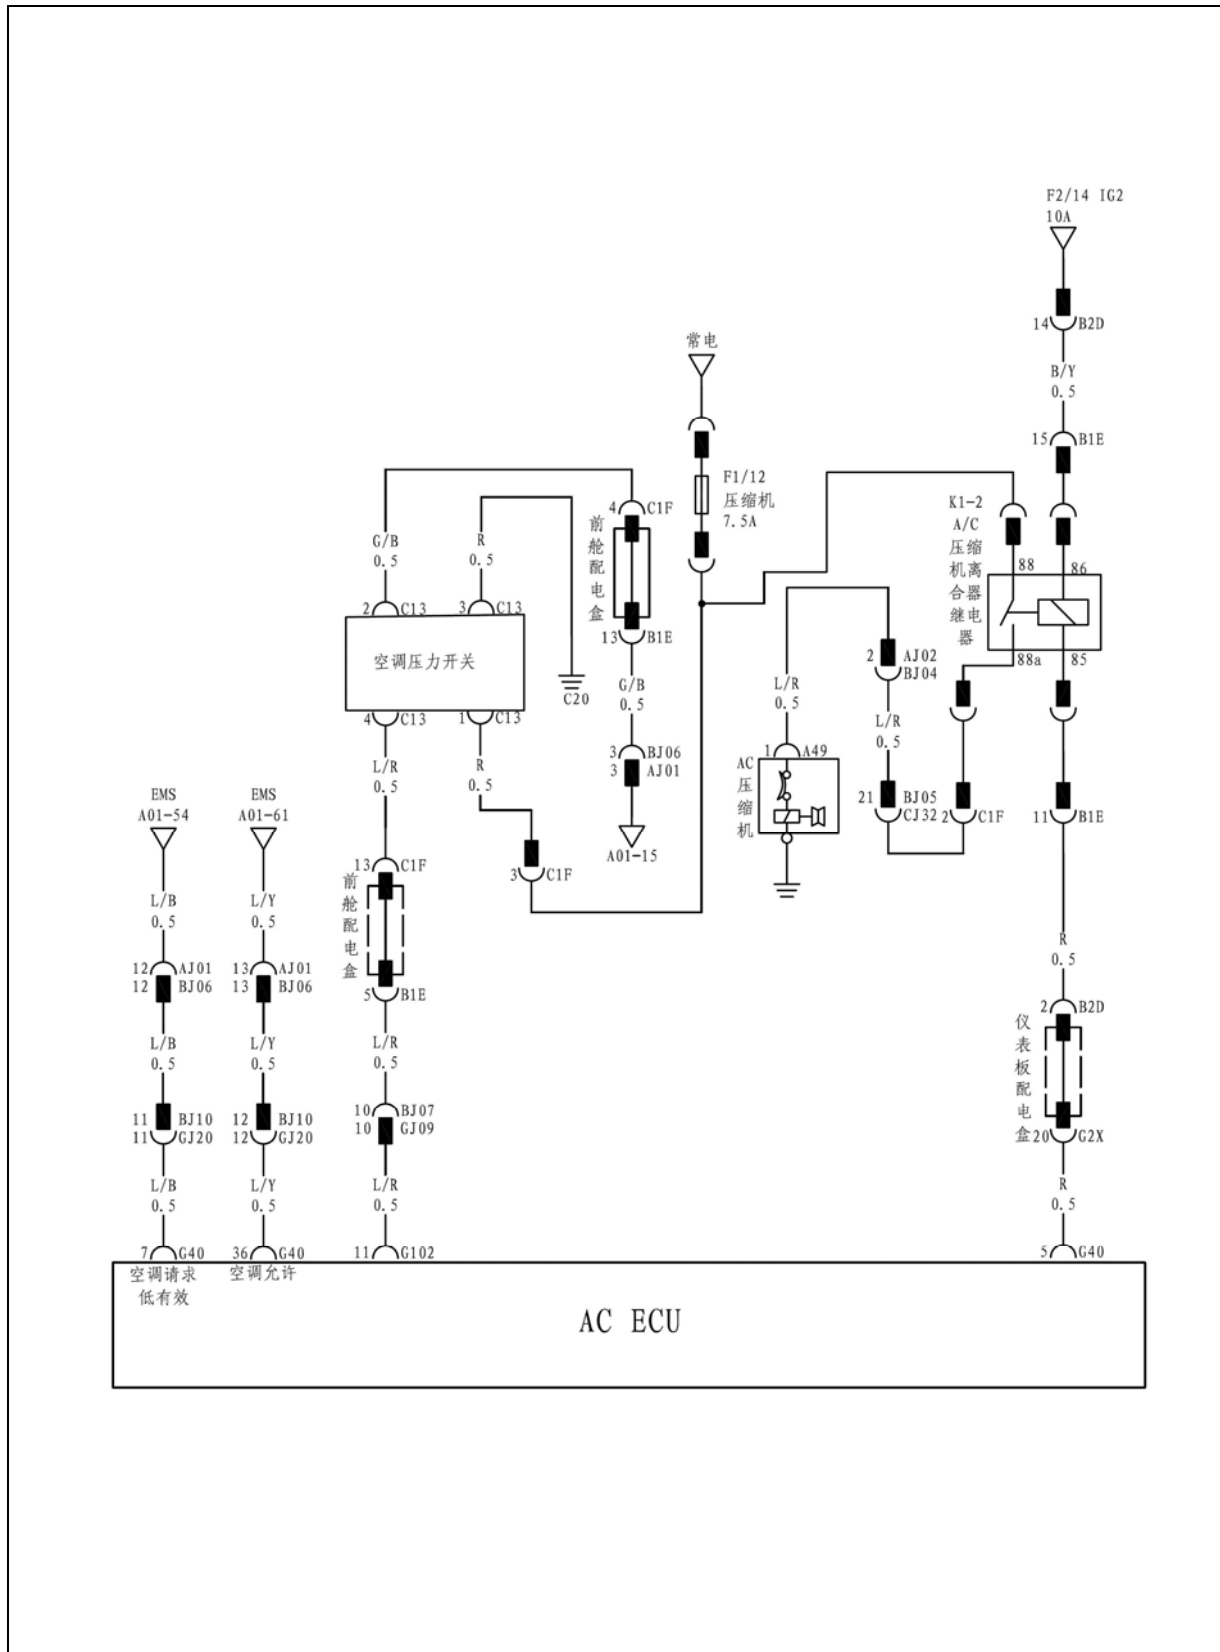 F2/14 IG2
10A
14 B2D
B/Y
0.5
15 B1E
常电
F1/12
压缩机
7.5A
K1-2
A/C
压缩
机离
合器
继电
器
88
86
88a
85
4 C1F
前舱配电盒
13 B1E
G/B
0.5
R
0.5
2 C13
3 C13
空调压力开关
4 C13
1 C13
C20
G/B
0.5
3 BJ06
3 AJ01
A01-15
L/R
0.5
R
0.5
3 C1F
L/R
0.5
1 A49
AC
压缩机
2 AJ02
BJ04
L/R
0.5
21 BJ05
CJ32
2 C1F
11 B1E
EMS
A01-54
EMS
A01-61
L/B
0.5
L/Y
0.5
12 AJ01
12 BJ06
13 AJ01
13 BJ06
13 C1F
前舱配电盒
5 B1E
R
0.5
2 B2D
仪表板配电盒
20 G2X
L/B
0.5
L/Y
0.5
L/R
0.5
11 BJ10
11 GJ20
12 BJ10
12 GJ20
10 BJ07
10 GJ09
L/B
0.5
L/Y
0.5
L/R
0.5
R
0.5
7 G40
36 G40
11 G102
5 G40
空调请求
低有效
空调允许
AC ECU